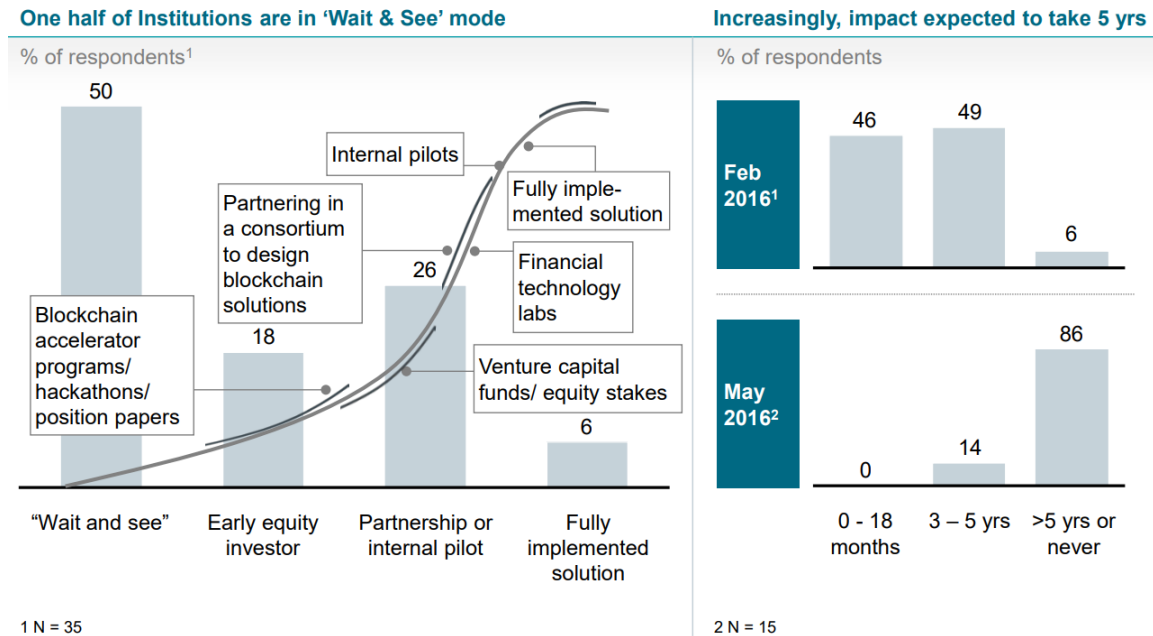 One half of Institutions are in ‘Wait & See’ mode
% of respondents1
50
Internal pilots
Fully imple-
mented solution
Partnering in
a consortium
to design
blockchain
solutions
Financial
technology
labs
26
Blockchain
accelerator
programs/
hackathons/
position papers
18
Venture capital
funds/ equity stakes
6
“Wait and see”
Early equity
investor
Partnership or
internal pilot
Fully
implemented
solution
1 N = 35
Increasingly, impact expected to take 5 yrs
% of respondents
Feb
2016¹
46
49
6
May
2016²
0
14
86
0 - 18
months
3 – 5 yrs
>5 yrs or
never
2 N = 15